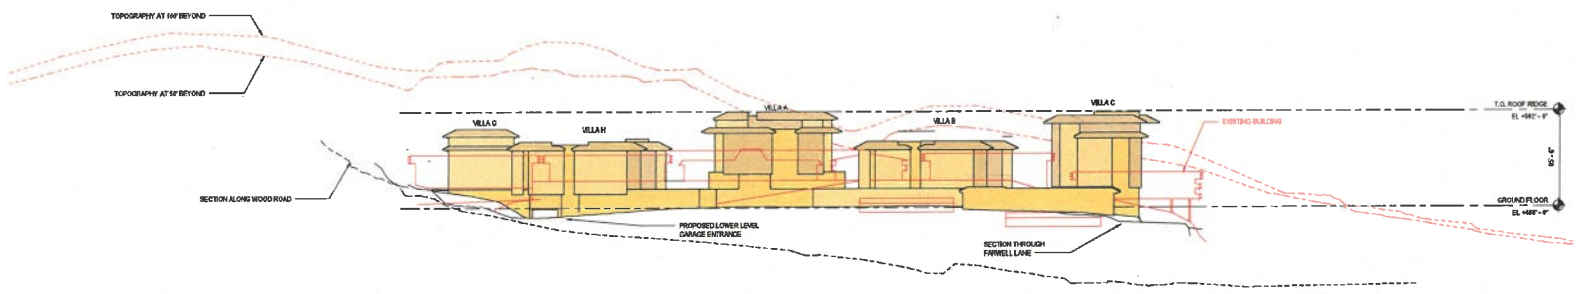 TOPOGRAPHY AT 100' BEYOND
TOPOGRAPHY AT 50' BEYOND
VILLA G
VILLA H
VILLA A
VILLA B
VILLA C
T.O. ROOF RIDGE
EXISTING BUILDING
SECTION ALONG WOOD ROAD
GROUND FLOOR
PROPOSED LOWER LEVEL
GARAGE ENTRANCE
SECTION THROUGH
FARWELL LANE